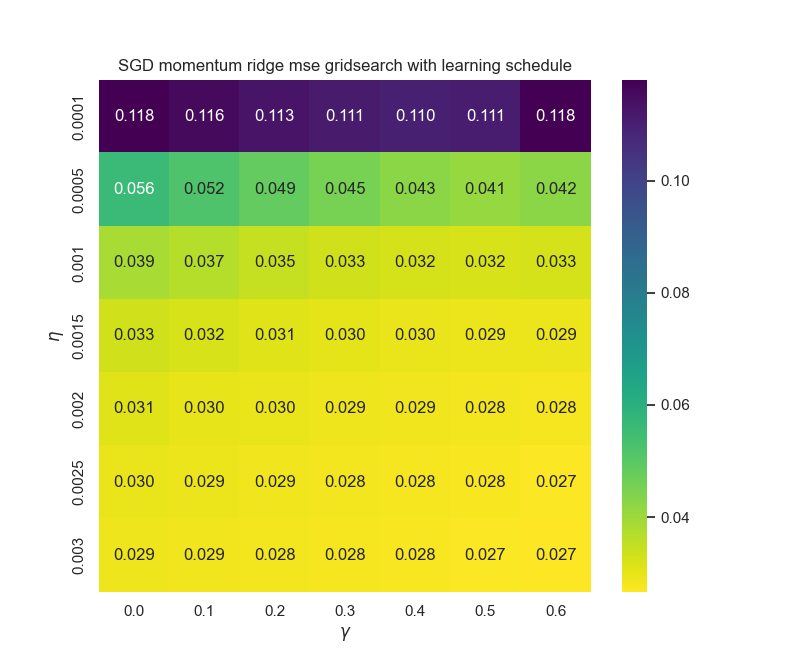 SGD momentum ridge mse gridsearch with learning schedule
0.0001 0.118 0.116 0.113 0.111 0.110 0.111 0.118
0.0005 0.056 0.052 0.049 0.045 0.043 0.041 0.042
0.001 0.039 0.037 0.035 0.033 0.032 0.032 0.033
0.0015 0.033 0.032 0.031 0.030 0.030 0.029 0.029
0.002 0.031 0.030 0.030 0.029 0.029 0.028 0.028
0.0025 0.030 0.029 0.029 0.028 0.028 0.028 0.027
0.003 0.029 0.029 0.028 0.028 0.028 0.027 0.027
η
0.0 0.1 0.2 0.3 0.4 0.5 0.6
γ
0.10
0.08
0.06
0.04